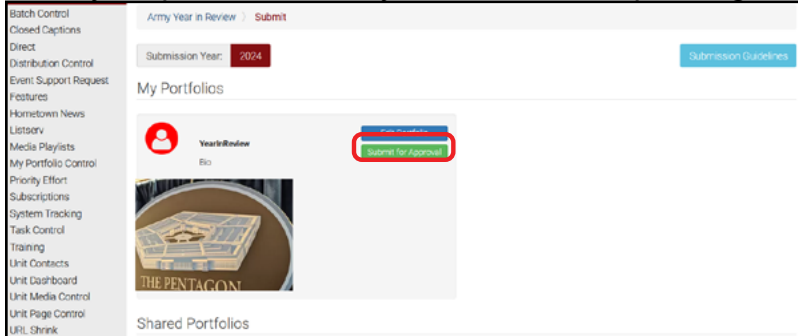 Batch Control
Closed Captions
Direct
Distribution Control
Event Support Request
Features
Hometown News
Listserv
Media Playlists
My Portfolio Control
Priority Effort
Subscriptions
System Tracking
Task Control
Training
Unit Contacts
Unit Dashboard
Unit Media Control
Unit Page Control
URL Shrink
Army Year in Review > Submit
Submission Year: 2024
Submission Guidelines
My Portfolios
YearInReview
Bio
Edit Portfolio
Submit for Approval
THE PENTAGON
Shared Portfolios